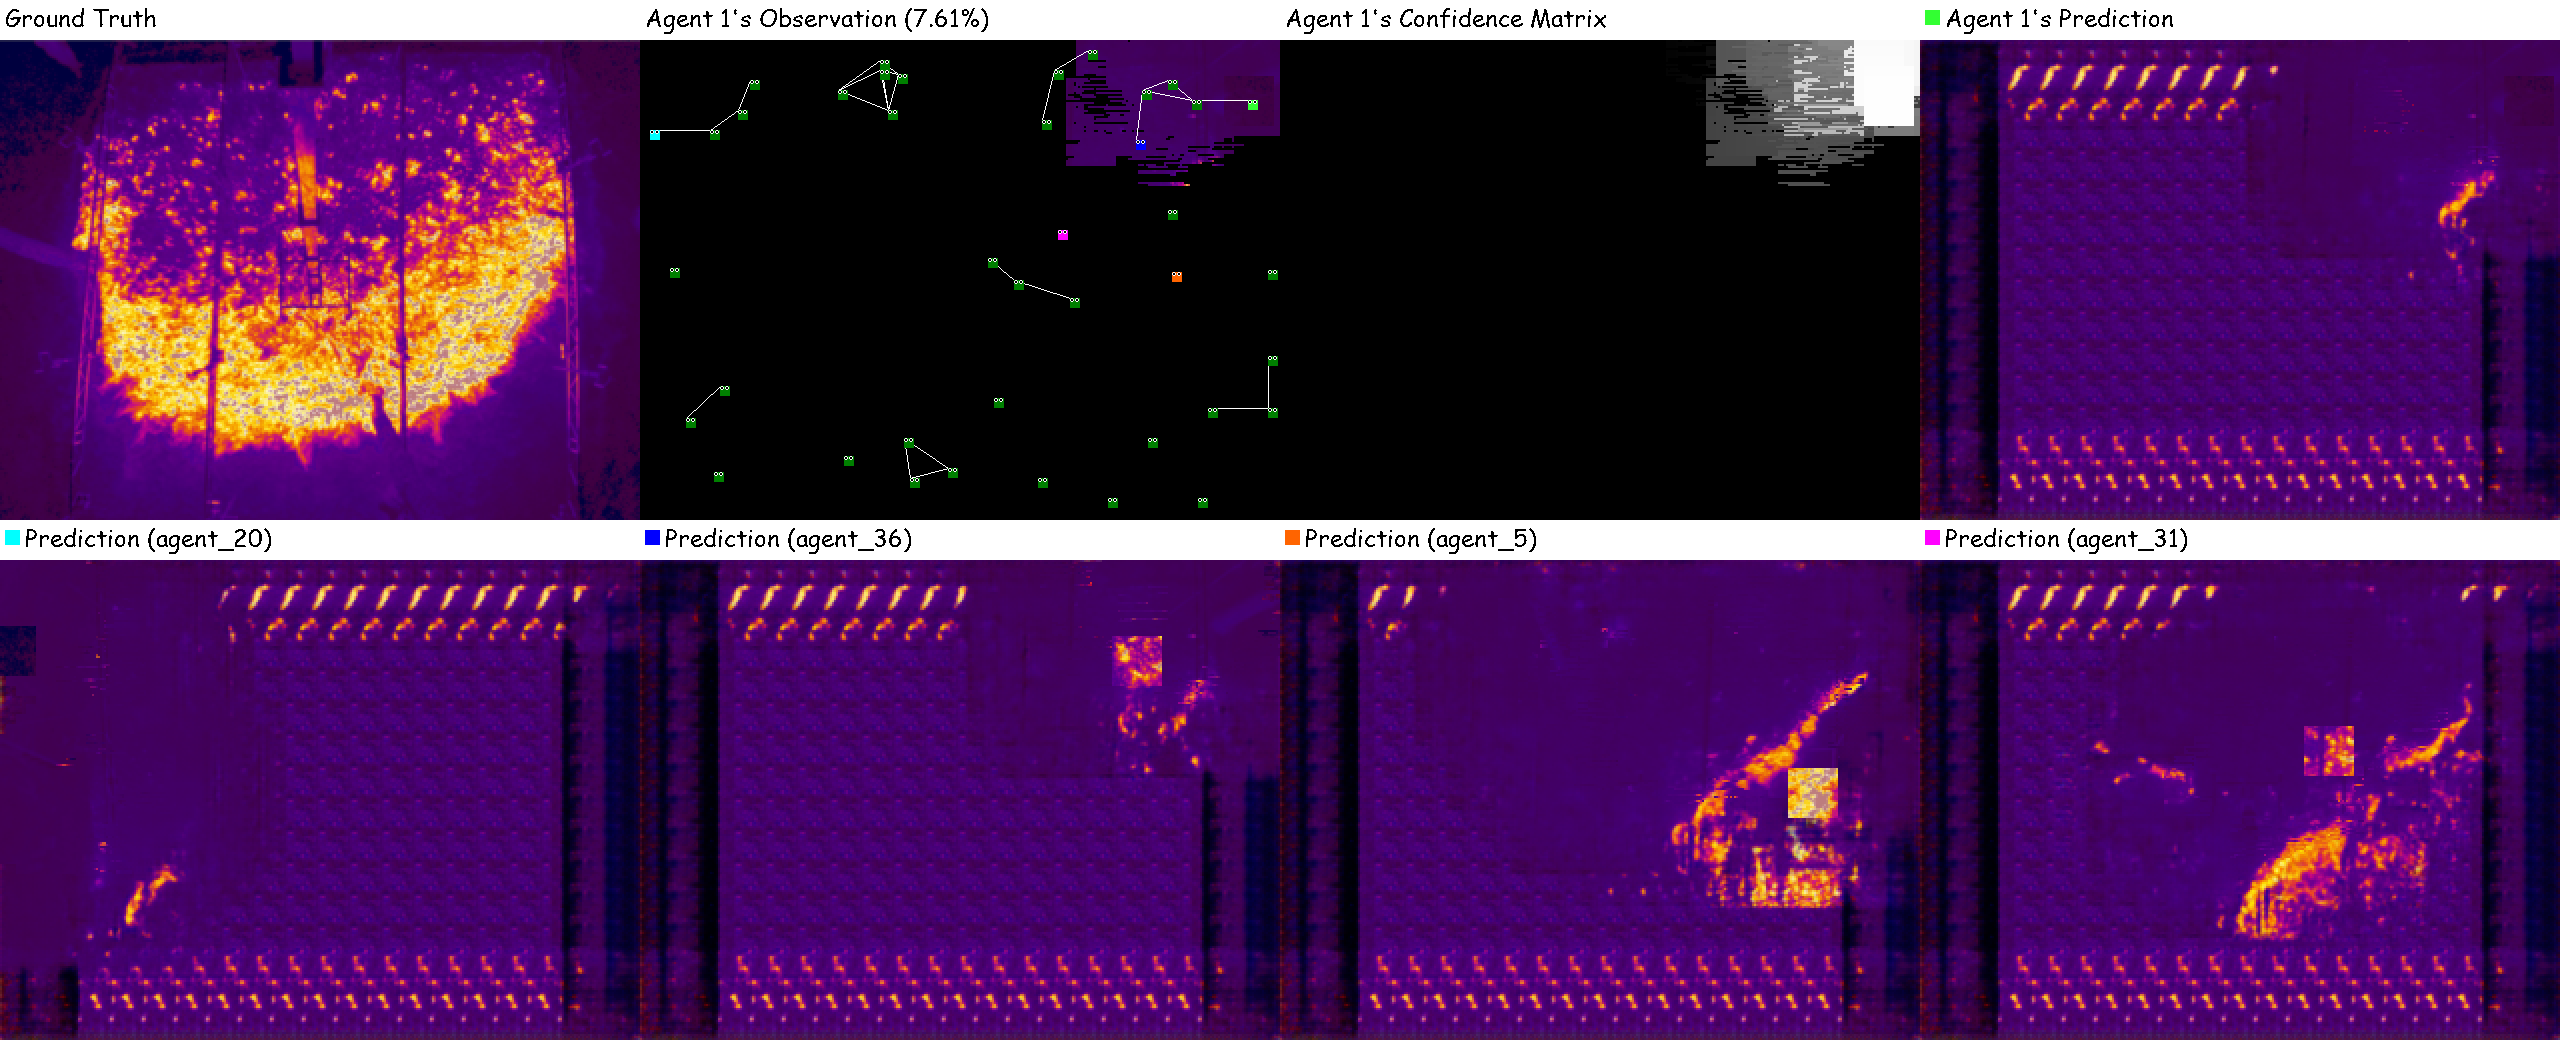 Ground Truth
Agent 1's Observation (7.61%)
Agent 1's Confidence Matrix
Agent 1's Prediction
Prediction (agent_20)
Prediction (agent_36)
Prediction (agent_5)
Prediction (agent_31)